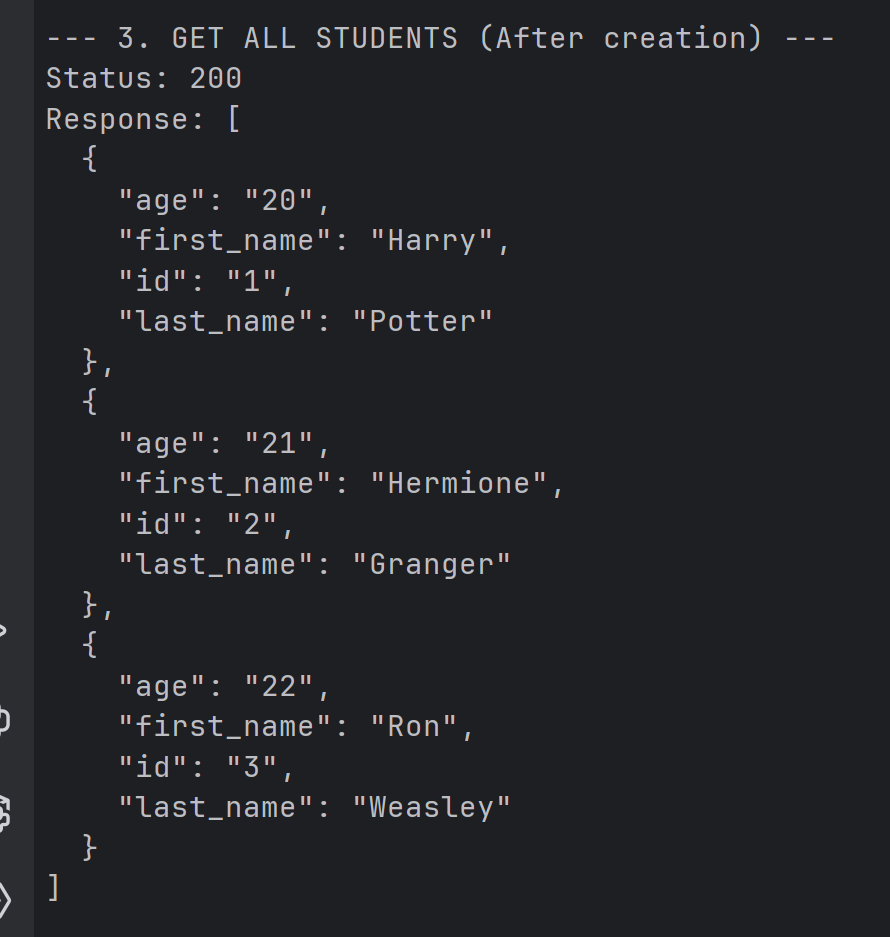 --- 3. GET ALL STUDENTS (After creation) ---
Status: 200
Response: [
  {
    "age": "20",
    "first_name": "Harry",
    "id": "1",
    "last_name": "Potter"
  },
  {
    "age": "21",
    "first_name": "Hermione",
    "id": "2",
    "last_name": "Granger"
  },
  {
    "age": "22",
    "first_name": "Ron",
    "id": "3",
    "last_name": "Weasley"
  }
]